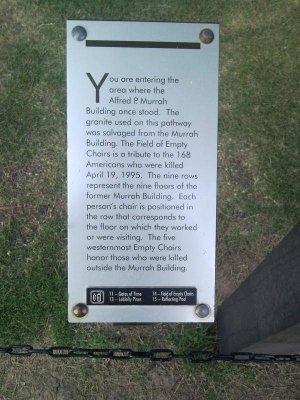 You are entering the
area where the
Alfred P. Murrah
Building once stood. The
granite used on this pathway
was salvaged from the Murrah
Building. The Field of Empty
Chairs is a tribute to the 168
Americans who were killed
April 19, 1995. The nine rows
represent the nine floors of the
former Murrah Building. Each
person's chair is positioned in
the row that corresponds to
the floor on which they worked
or were visiting. The five
westernmost Empty Chairs
honor those who were killed
outside the Murrah Building.
11 – Gates of Time
13 – Loblolly Pines
14 – Field of Empty Chairs
15 – Reflecting Pool